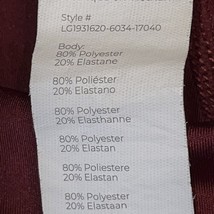 Style #
LG1931620-6034-17040
Body:
80% Polyester
20% Elastane
80% Poliéster
20% Elastano
80% Polyester
20% Elasthanne
80% Polyester
20% Elastan
80% Poliestere
20% Elastan
80% Polyester
20% Elastaan